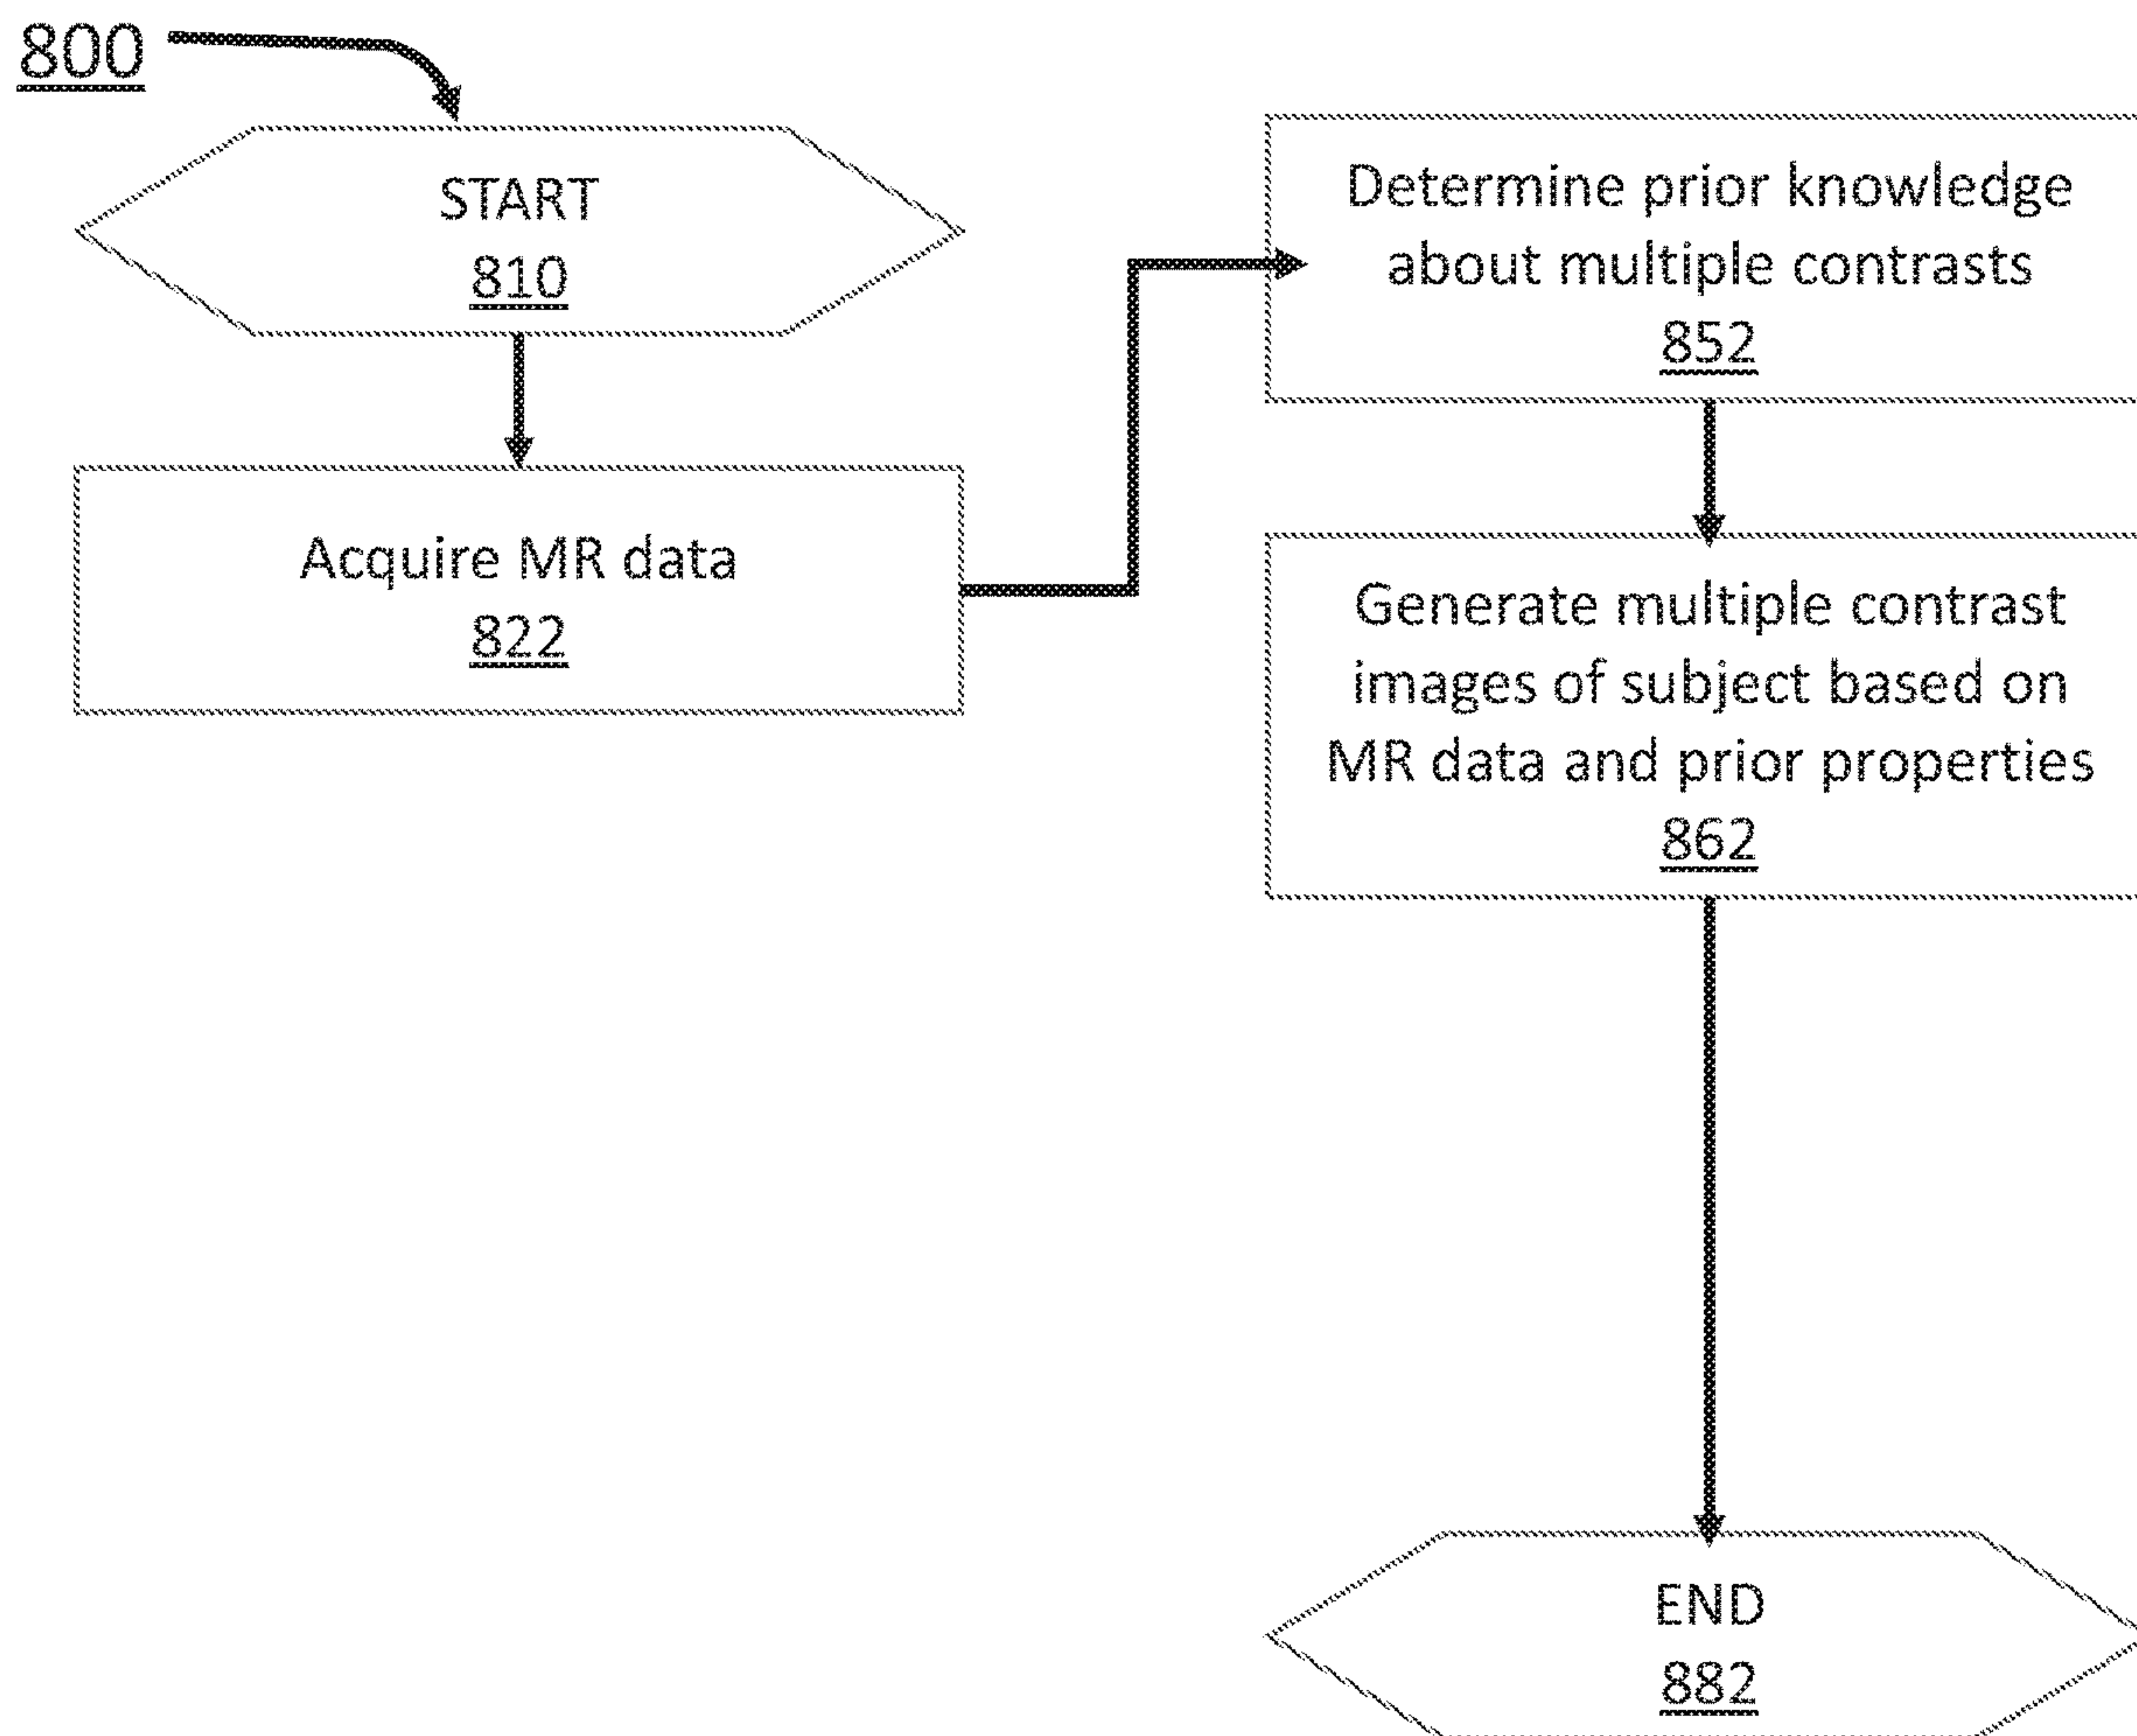 800
START
810
Acquire MR data
822
Determine prior knowledge
about multiple contrasts
852
Generate multiple contrast
images of subject based on
MR data and prior properties
862
END
882